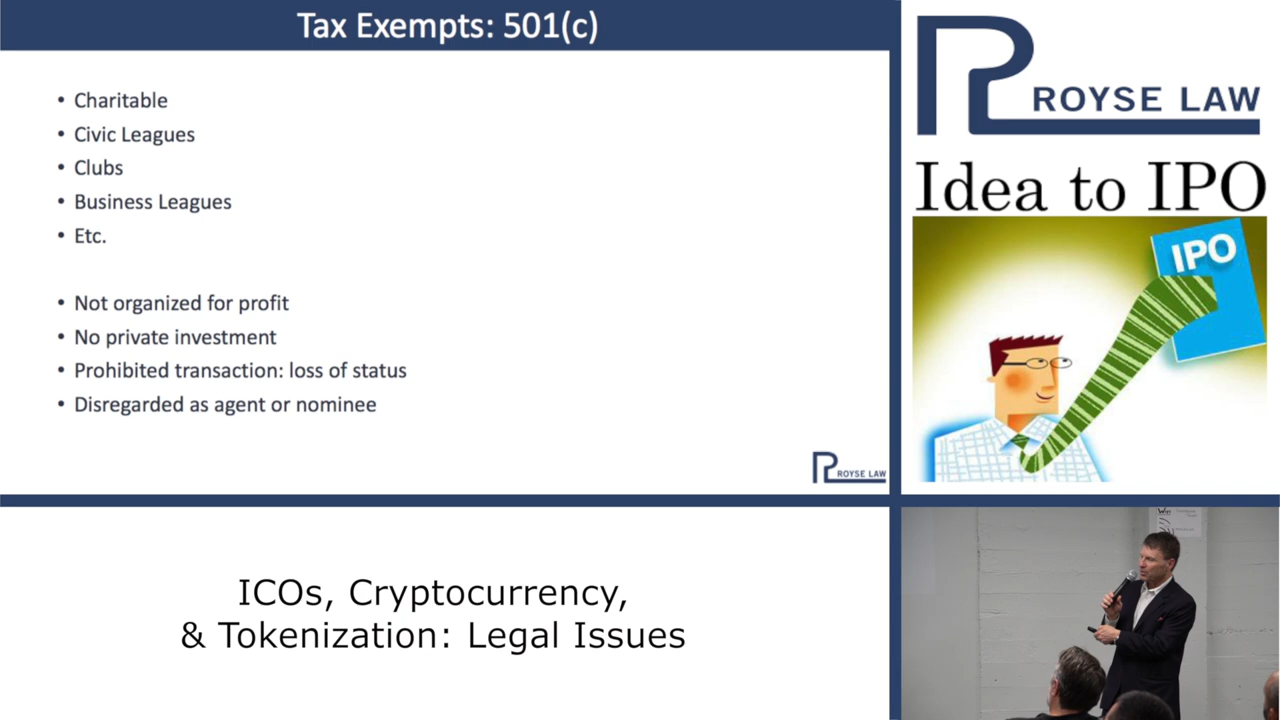 Tax Exempts: 501(c)
• Charitable
• Civic Leagues
• Clubs
• Business Leagues
• Etc.
• Not organized for profit
• No private investment
• Prohibited transaction: loss of status
• Disregarded as agent or nominee
ROYSE LAW
ROYSE LAW
Idea to IPO
IPO
ICOs, Cryptocurrency,
& Tokenization: Legal Issues